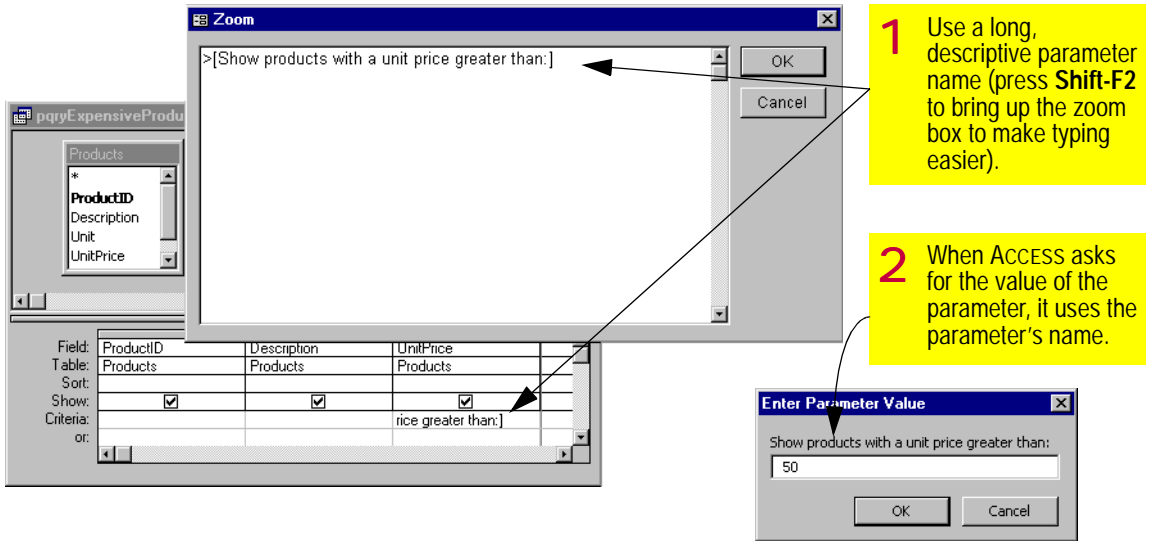 Zoom
>[Show products with a unit price greater than:]
OK
Cancel
1
Use a long,
descriptive parameter
name (press Shift-F2
to bring up the zoom
box to make typing
easier).
pqryExpensiveProdu
Products
*
ProductID
Description
Unit
UnitPrice
2
When ACCESS asks
for the value of the
parameter, it uses the
parameter's name.
Field: ProductID Description UnitPrice
Table: Products Products Products
Sort:
Show:
Criteria: rice greater than:]
or:
Enter Parameter Value
Show products with a unit price greater than:
50
OK Cancel